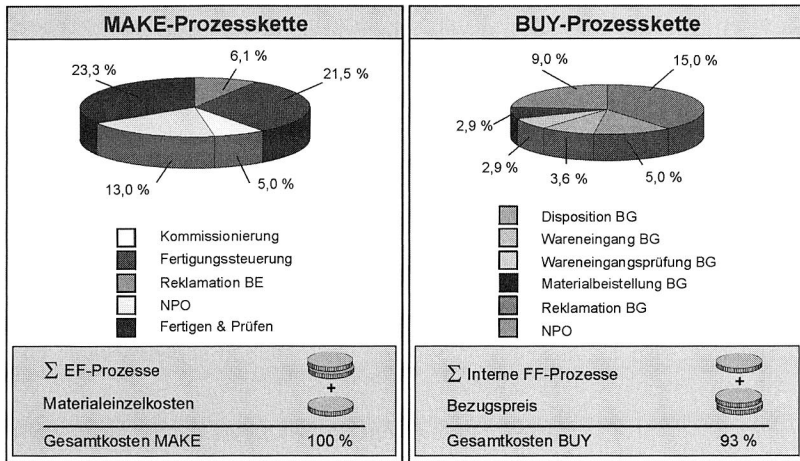 MAKE-Prozesskette
23,3 %
6,1 %
21,5 %
13,0 %
5,0 %
Kommissionierung
Fertigungssteuerung
Reklamation BE
NPO
Fertigen & Prüfen
∑ EF-Prozesse
+
Materialeinzelkosten
Gesamtkosten MAKE 100 %
BUY-Prozesskette
9,0 %
15,0 %
2,9 %
2,9 %
3,6 %
5,0 %
Disposition BG
Wareneingang BG
Wareneingangsprüfung BG
Materialbeistellung BG
Reklamation BG
NPO
∑ Interne FF-Prozesse
+
Bezugspreis
Gesamtkosten BUY 93 %